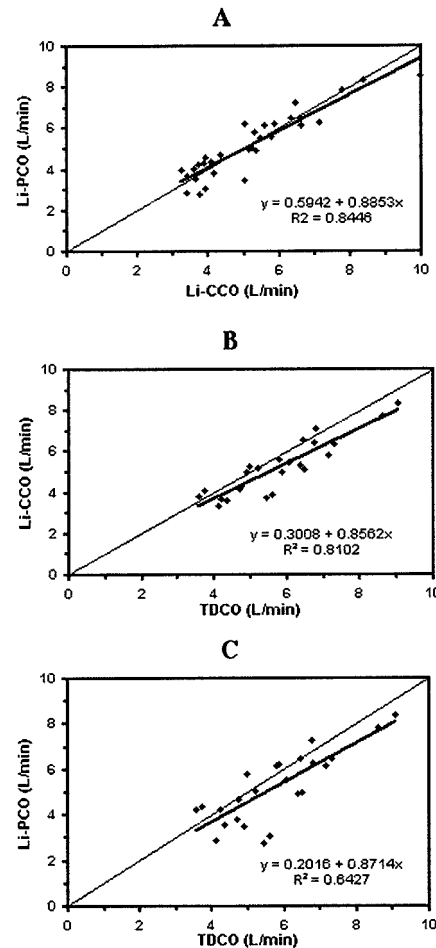 A
10
8
6
4
2
0
Li-PCO (L/min)
y = 0.5942 + 0.8853x
R2 = 0.8446
0 2 4 6 8 10
Li-CCO (L/min)
B
10
8
6
4
2
0
Li-CCO (L/min)
y = 0.3008 + 0.8562x
R² = 0.8102
0 2 4 6 8 10
TDCO (L/min)
C
10
8
6
4
2
0
Li-PCO (L/min)
y = 0.2016 + 0.8714x
R² = 0.6427
0 2 4 6 8 10
TDCO (L/min)